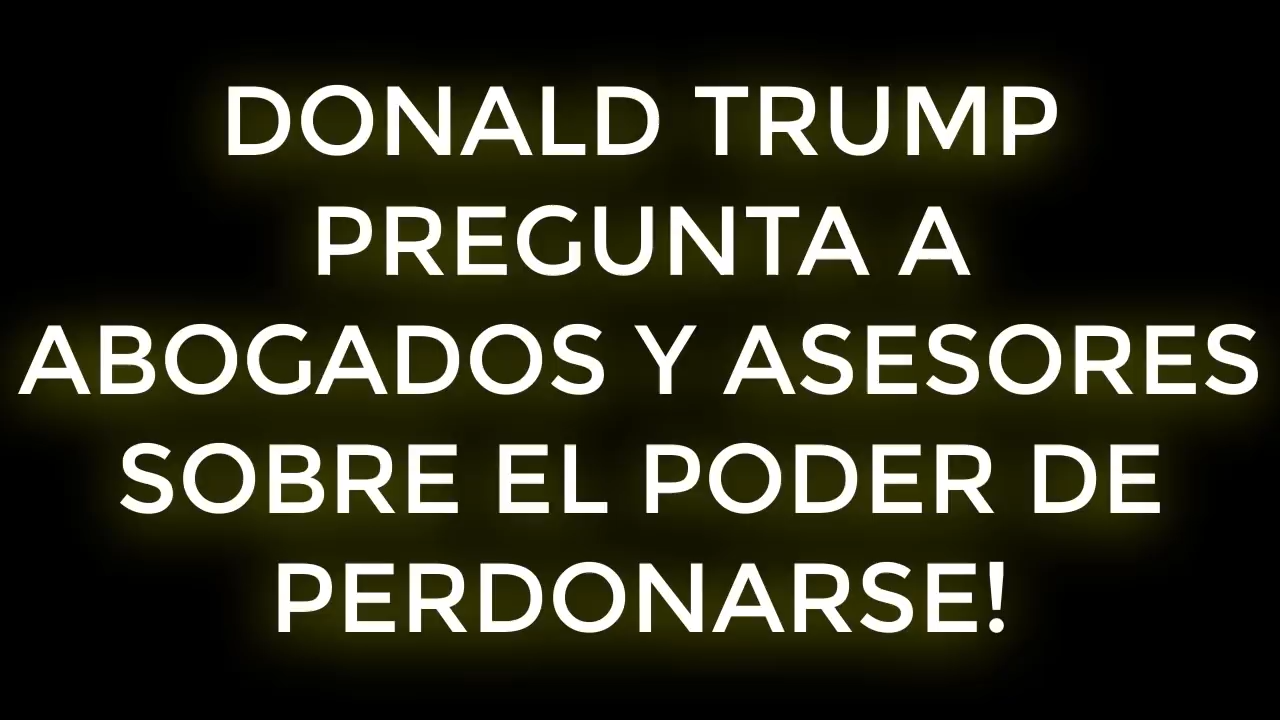 DONALD TRUMP
PREGUNTA A
ABOGADOS Y ASESORES
SOBRE EL PODER DE
PERDONARSE!